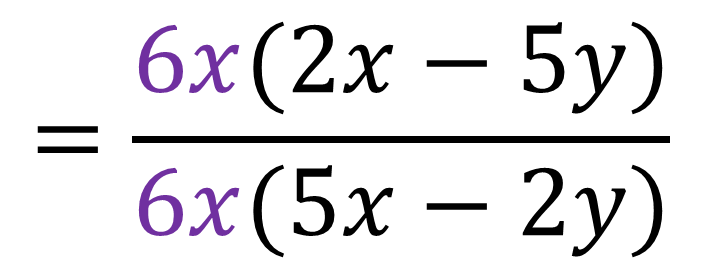 = 6x(2x − 5y)
6x(5x − 2y)